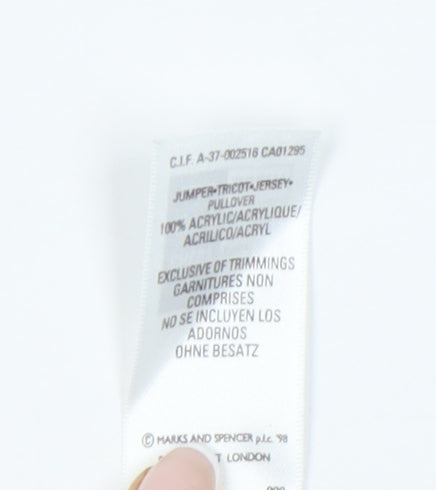 C.I.F. A-37-002516 CA01295
JUMPER•TRICOT•JERSEY•
PULLOVER
100% ACRYLIC/ACRYLIQUE/
ACRILICO/ACRYL
EXCLUSIVE OF TRIMMINGS
GARNITURES NON
COMPRISES
NO SE INCLUYEN LOS
ADORNOS
OHNE BESATZ
© MARKS AND SPENCER p.l.c. '98
LONDON